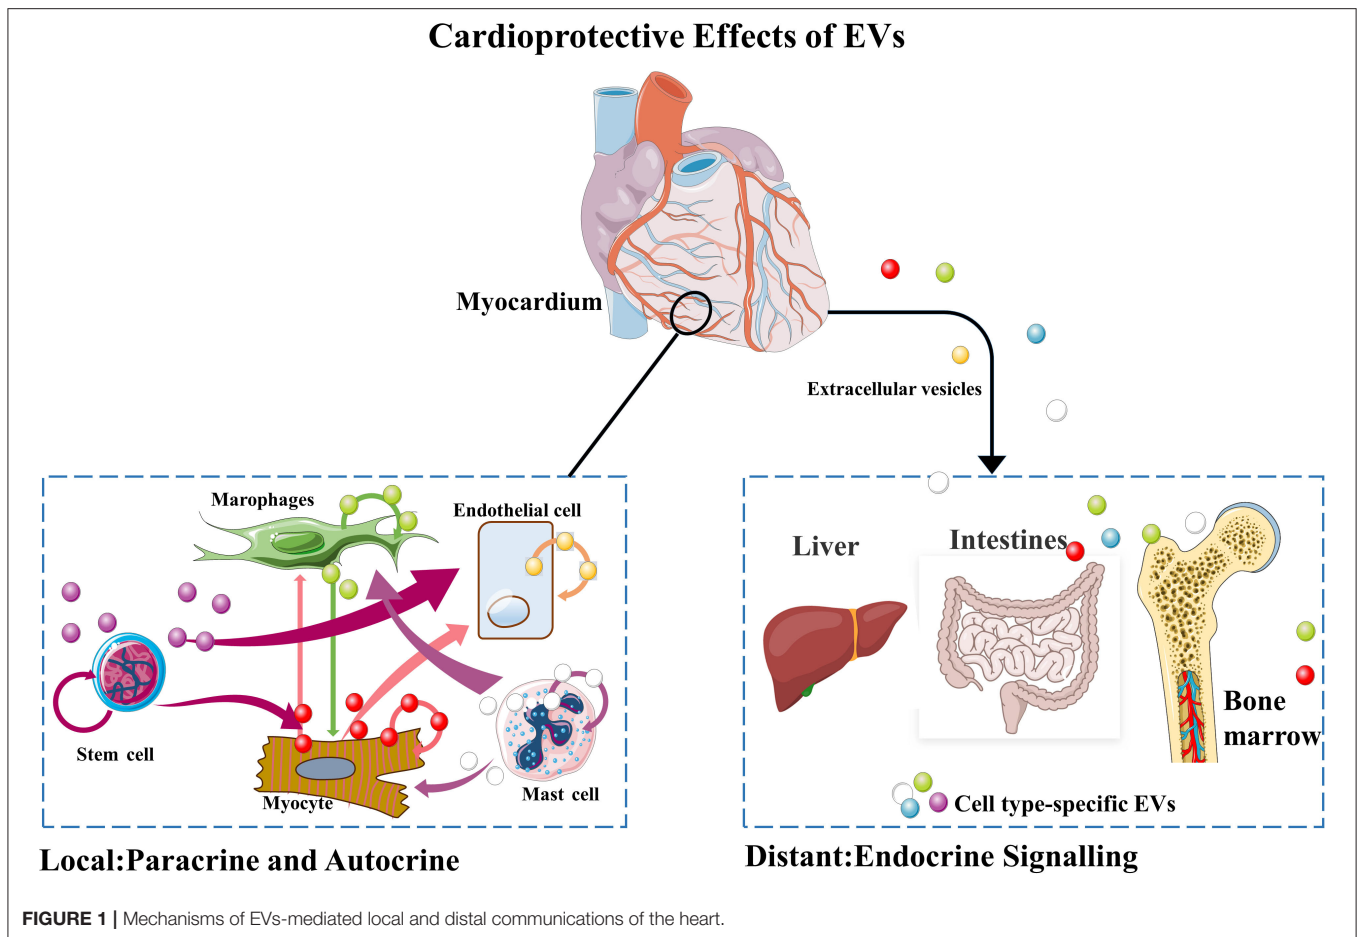 Cardioprotective Effects of EVs
Myocardium
Extracellular vesicles
Marophages
Endothelial cell
Stem cell
Myocyte
Mast cell
Local:Paracrine and Autocrine
Liver
Intestines
Bone
marrow
Cell type-specific EVs
Distant:Endocrine Signalling
FIGURE 1 | Mechanisms of EVs-mediated local and distal communications of the heart.